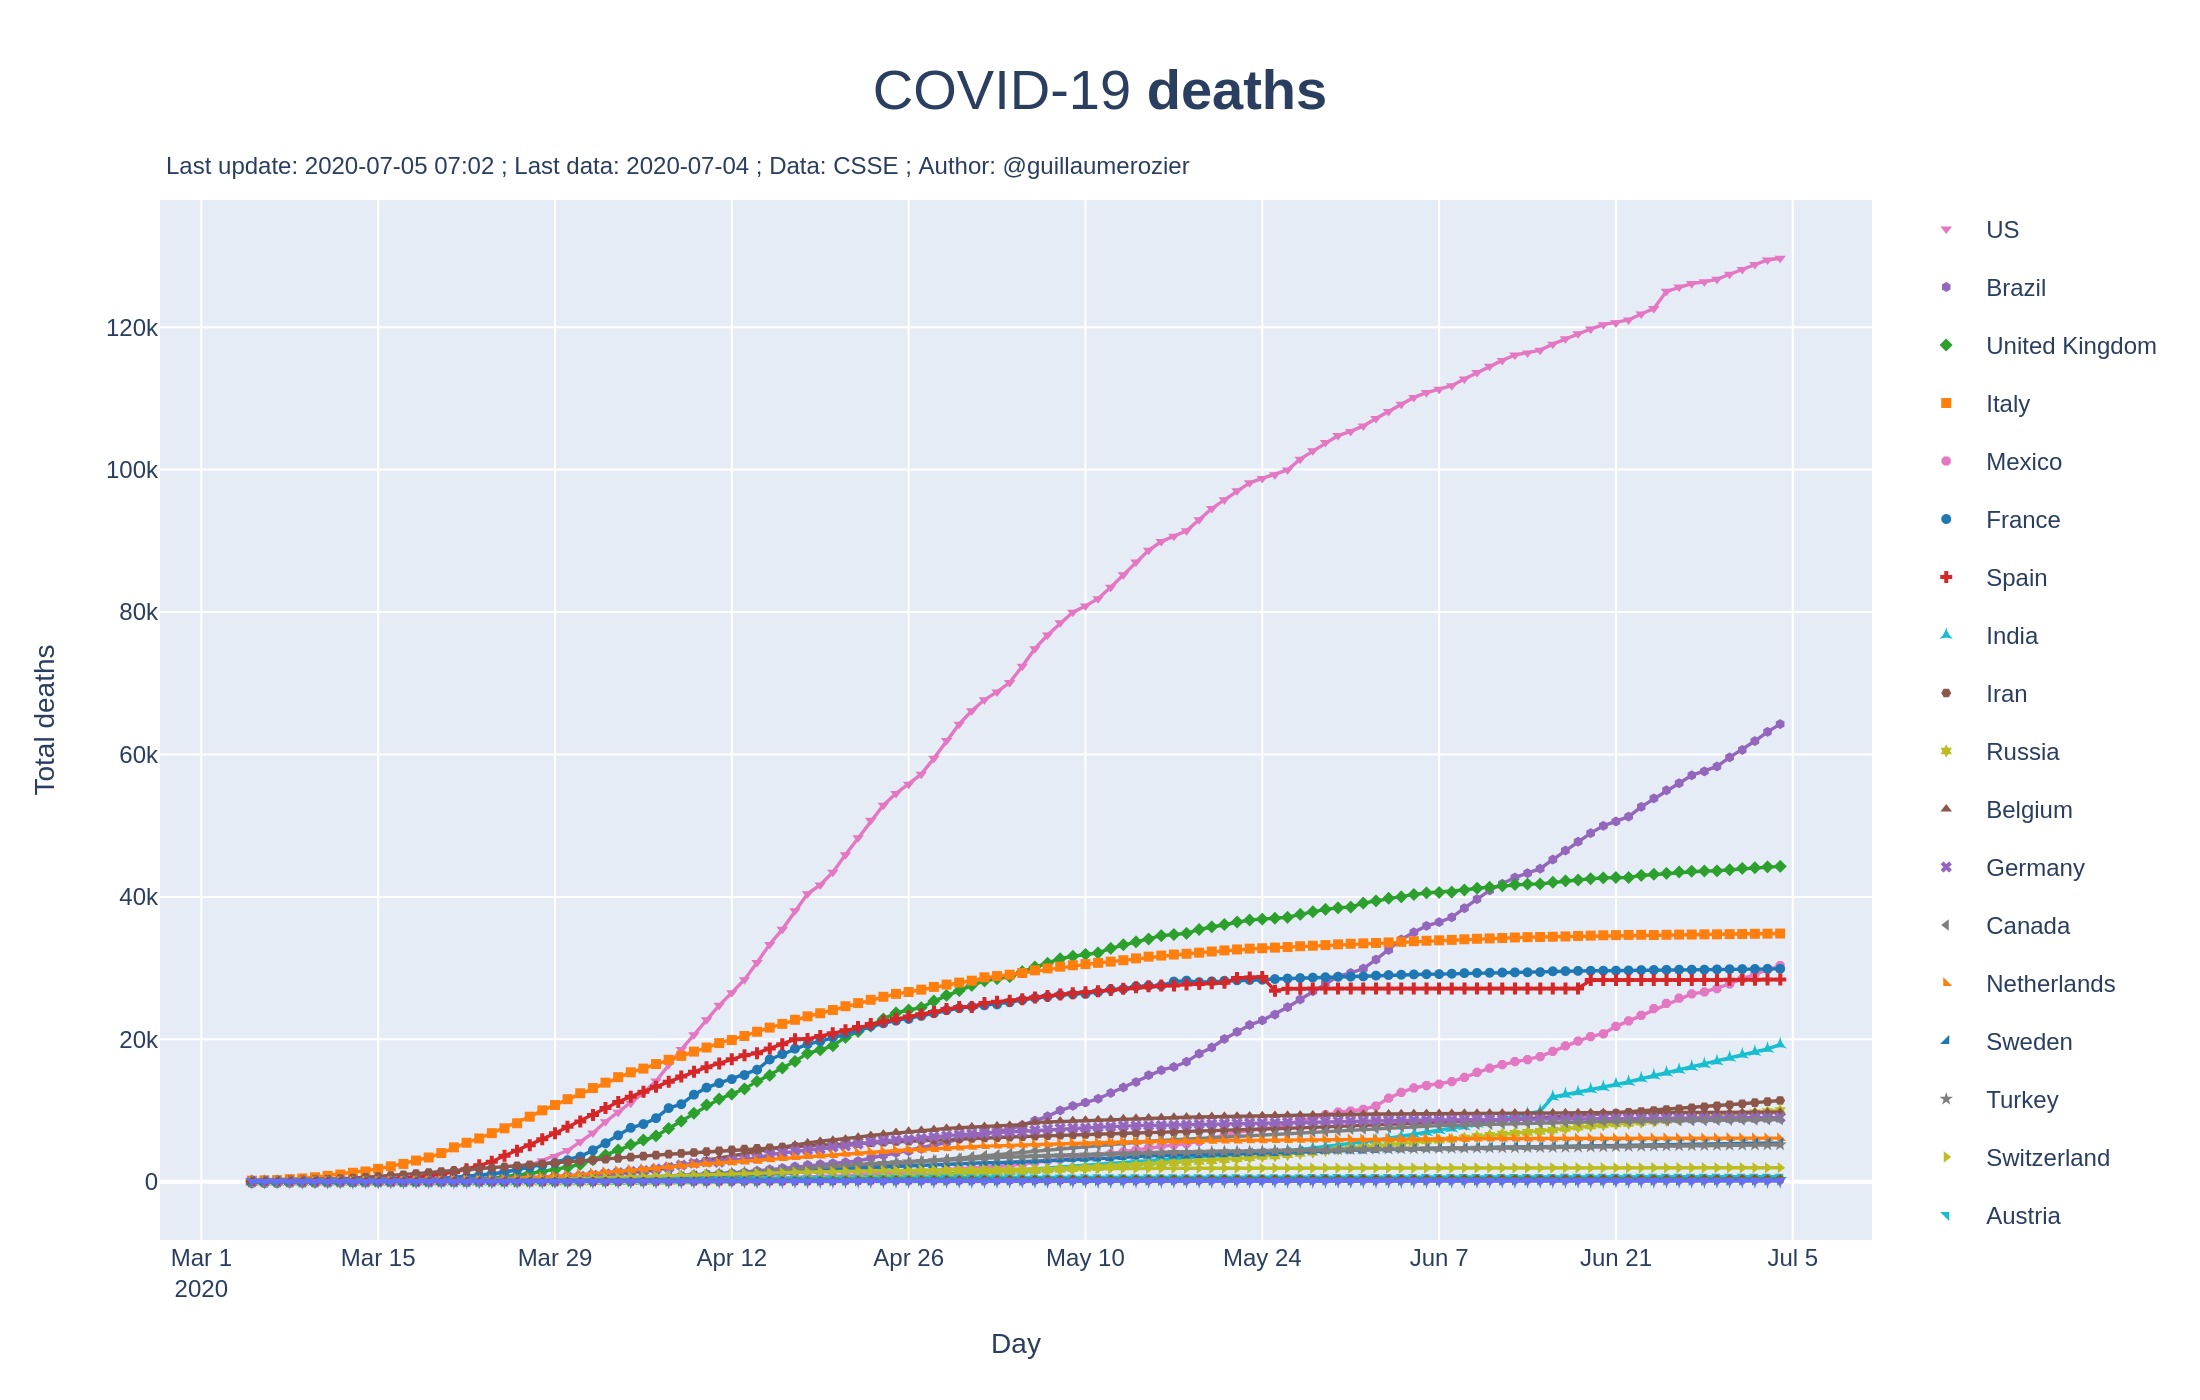 COVID-19 deaths
Last update: 2020-07-05 07:02 ; Last data: 2020-07-04 ; Data: CSSE ; Author: @guillaumerozier
Total deaths
120k
100k
80k
60k
40k
20k
0
Mar 1
2020
Mar 15
Mar 29
Apr 12
Apr 26
May 10
May 24
Jun 7
Jun 21
Jul 5
Day
US
Brazil
United Kingdom
Italy
Mexico
France
Spain
India
Iran
Russia
Belgium
Germany
Canada
Netherlands
Sweden
Turkey
Switzerland
Austria